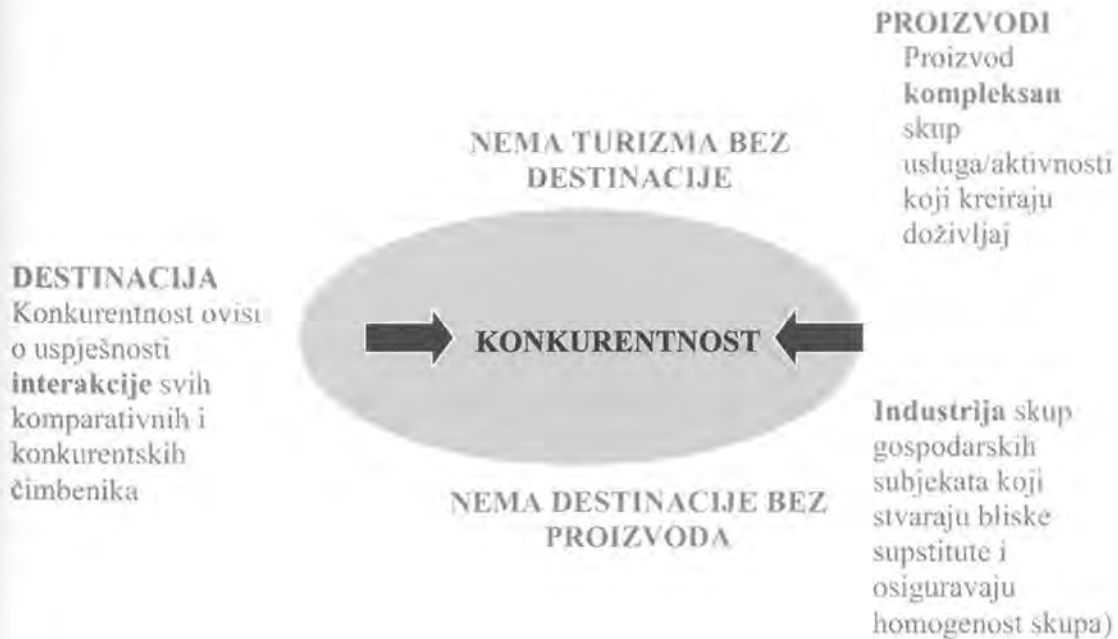 PROIZVODI
Proizvod
kompleksan
skup
usluga/aktivnosti
koji kreiraju
doživljaj
NEMA TURIZMA BEZ
DESTINACIJE
DESTINACIJA
Konkurentnost ovisi
o uspješnosti
interakcije svih
komparativnih i
konkurentskih
čimbenika
KONKURENTNOST
Industrija skup
gospodarskih
subjekata koji
stvaraju bliske
supstitute i
osiguravaju
homogenost skupa)
NEMA DESTINACIJE BEZ
PROIZVODA